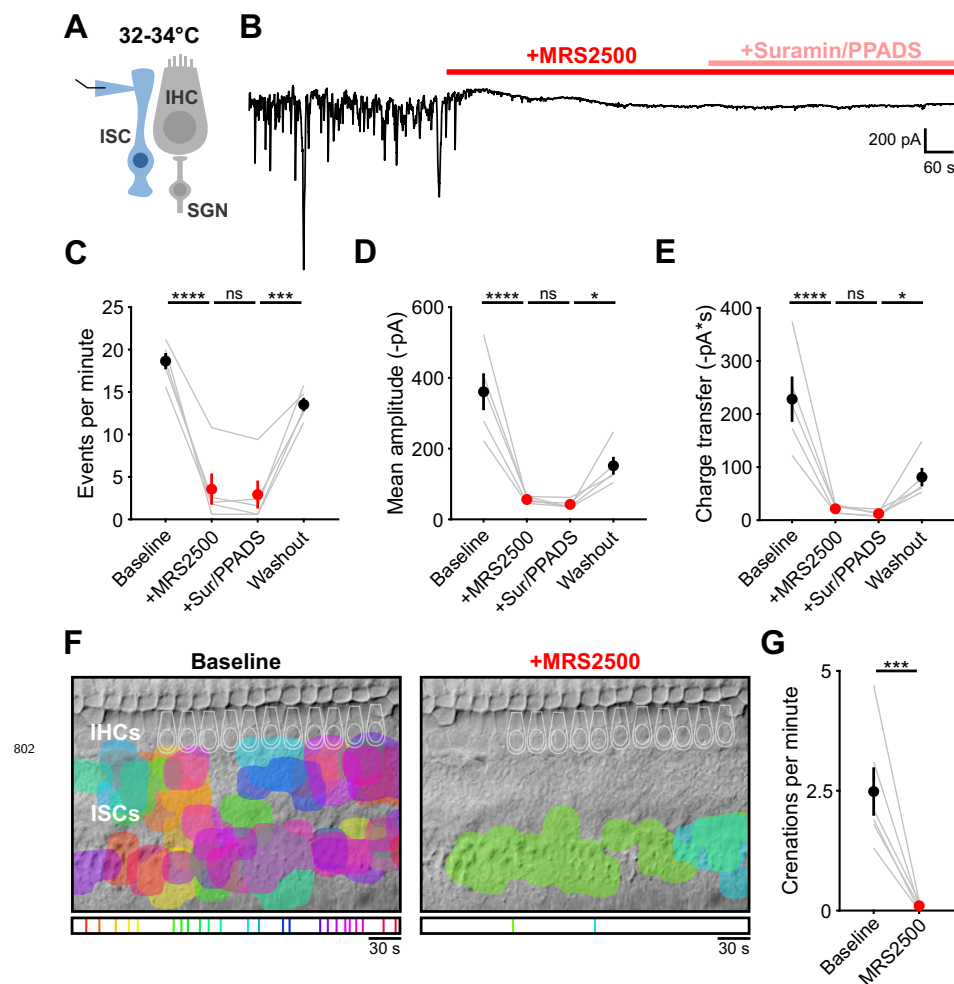 A
32-34°C
IHC
ISC
SGN
B
+MRS2500
+Suramin/PPADS
200 pA
60 s
C
**** ns ***
Events per minute
25
20
15
10
5
0
Baseline
+MRS2500
+Sur/PPADS
Washout
D
**** ns *
Mean amplitude (-pA)
600
400
200
0
Baseline
+MRS2500
+Sur/PPADS
Washout
E
**** ns *
Charge transfer (-pA*s)
400
300
200
100
0
Baseline
+MRS2500
+Sur/PPADS
Washout
F
Baseline
IHCs
ISCs
30 s
+MRS2500
30 s
G
***
Crenations per minute
5
2.5
0
Baseline
MRS2500
802